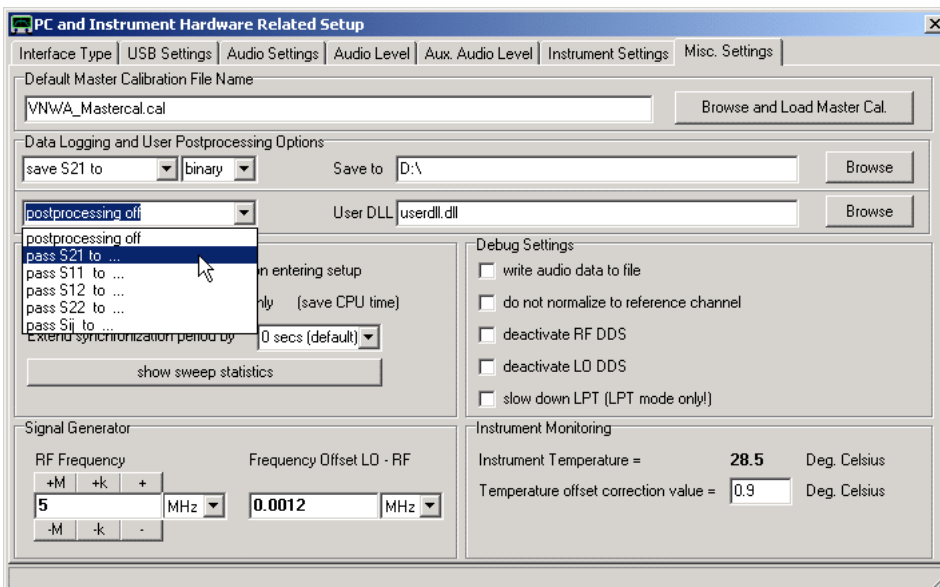 PC and Instrument Hardware Related Setup
Interface Type USB Settings Audio Settings Audio Level Aux. Audio Level Instrument Settings Misc. Settings
Default Master Calibration File Name
VNWA_Mastercal.cal Browse and Load Master Cal.
Data Logging and User Postprocessing Options
save S21 to binary Save to D:\ Browse
postprocessing off User DLL userdll.dll Browse
postprocessing off
pass S21 to ...
pass S11 to ...
pass S12 to ...
pass S22 to ...
pass Sij to ...
n entering setup
nly (save CPU time)
Extend synchronization period by 0 secs (default)
show sweep statistics
Debug Settings
write audio data to file
do not normalize to reference channel
deactivate RF DDS
deactivate LO DDS
slow down LPT (LPT mode only!)
Signal Generator
RF Frequency Frequency Offset LO - RF
+M +k +
5 MHz 0.0012 MHz
-M -k -
Instrument Monitoring
Instrument Temperature = 28.5 Deg. Celsius
Temperature offset correction value = 0.9 Deg. Celsius